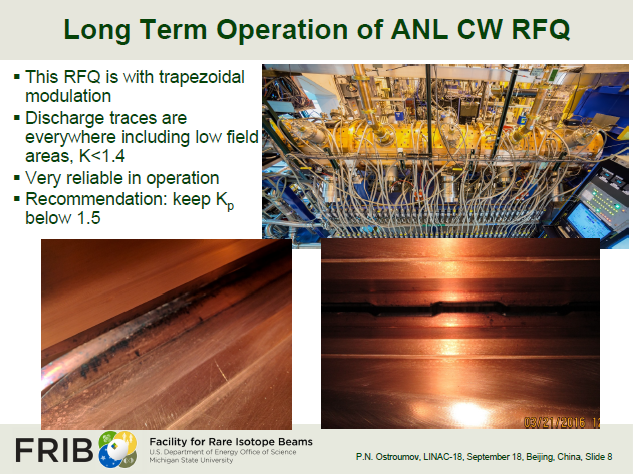 Long Term Operation of ANL CW RFQ
▪ This RFQ is with trapezoidal
modulation
▪ Discharge traces are
everywhere including low field
areas, K<1.4
▪ Very reliable in operation
▪ Recommendation: keep Kp
below 1.5
FRIB
Facility for Rare Isotope Beams
U.S. Department of Energy Office of Science
Michigan State University
P.N. Ostroumov, LINAC-18, September 18, Beijing, China, Slide 8